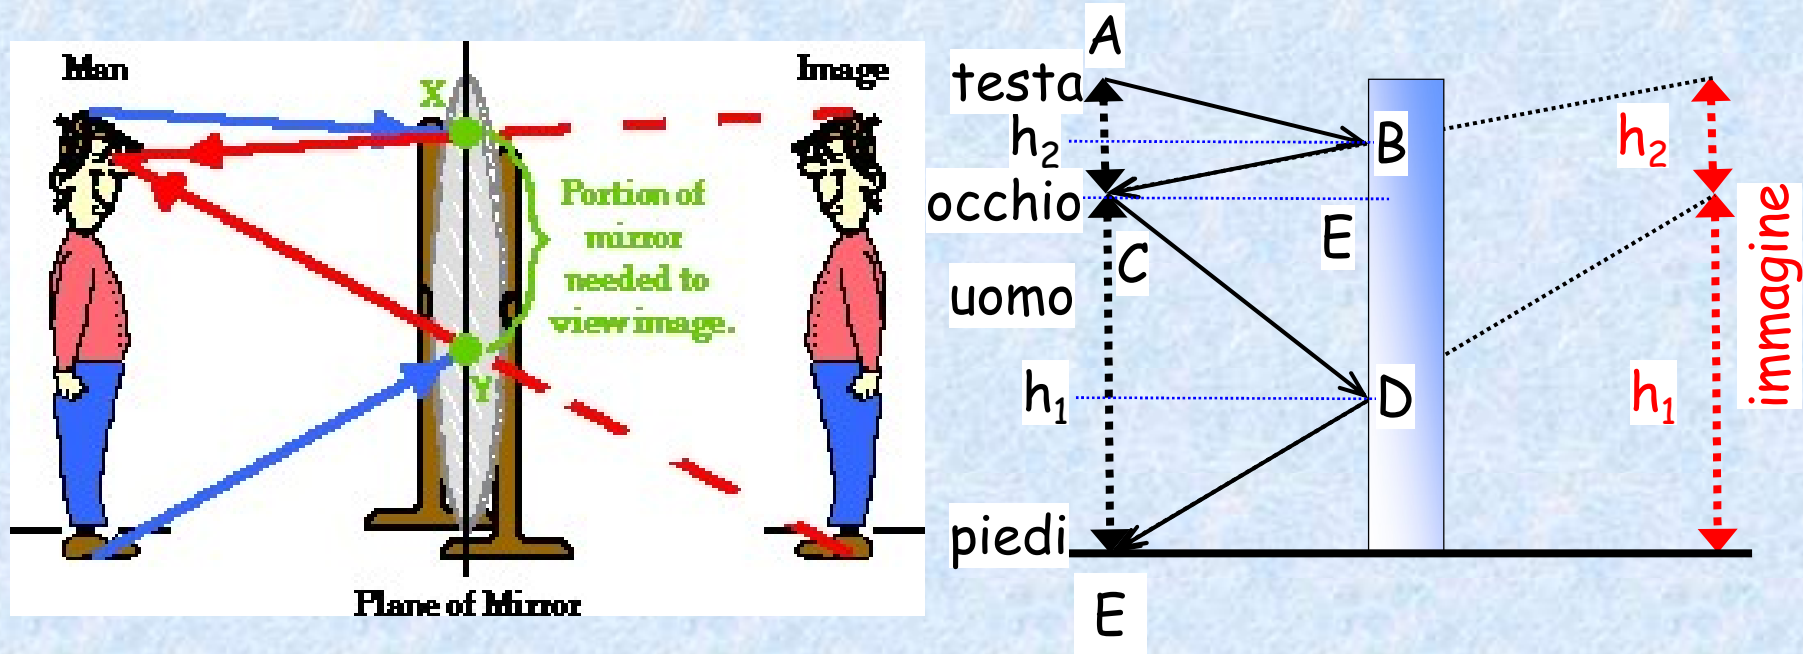 Man
Image
X
Portion of
mirror
needed to
view image.
Y
Plane of Mirror
A
testa
h₂
B
h₂
occhio
E
C
uomo
immagine
h₁
D
h₁
piedi
E